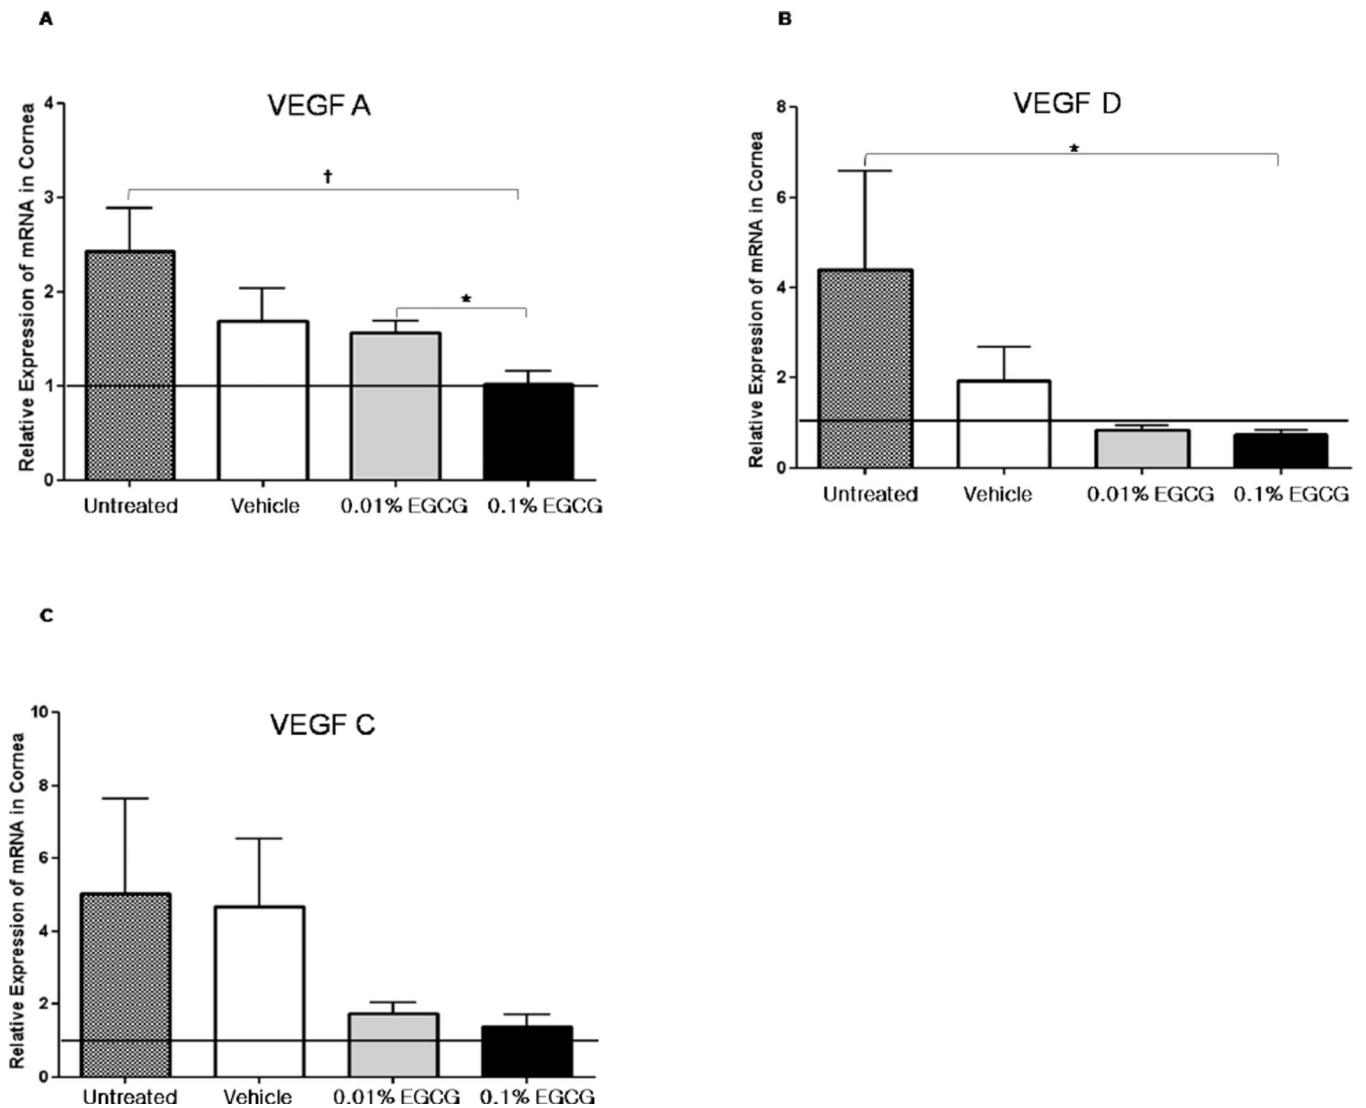 A
VEGF A
Relative Expression of mRNA in Cornea
4
3
2
1
0
†
*
Untreated Vehicle 0.01% EGCG 0.1% EGCG
B
VEGF D
Relative Expression of mRNA in Cornea
8
6
4
2
0
*
Untreated Vehicle 0.01% EGCG 0.1% EGCG
C
VEGF C
Relative Expression of mRNA in Cornea
10
8
6
4
2
0
Untreated Vehicle 0.01% EGCG 0.1% EGCG